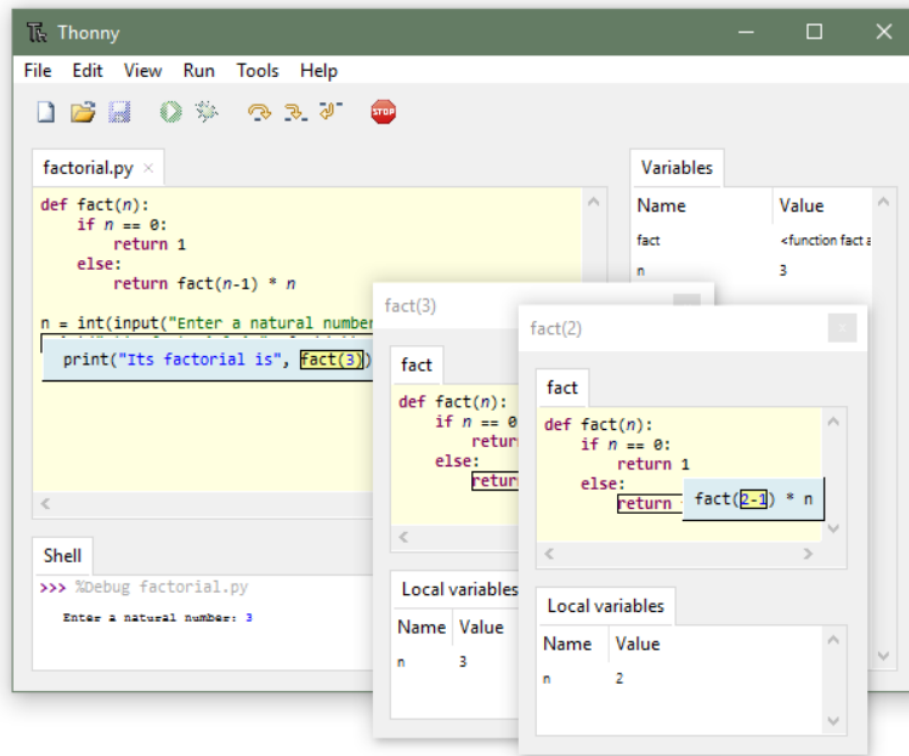 Thonny
File Edit View Run Tools Help
STOP
factorial.py
def fact(n):
if n == 0:
return 1
else:
return fact(n-1) * n
n = int(input("Enter a natural number
print("Its factorial is", fact(3))
Variables
Name Value
fact <function fact a
n 3
Shell
>>> %Debug factorial.py
Enter a natural number: 3
fact(3)
fact
def fact(n):
if n == 0
return
else:
return
Local variables
Name Value
n 3
fact(2)
fact
def fact(n):
if n == 0:
return 1
else:
return fact(2-1) * n
Local variables
Name Value
n 2